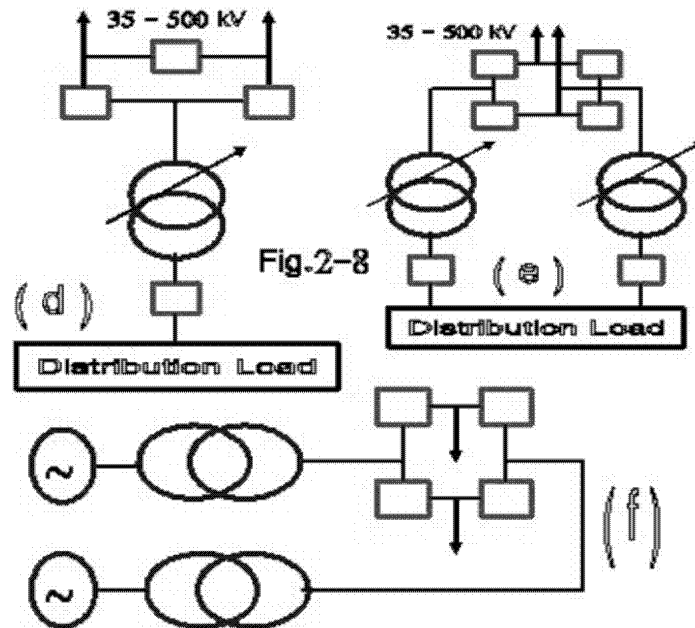 35 – 500 kV
35 – 500 kV
Fig.2-8
( d )
( e )
Distribution Load
Distribution Load
~
~
( f )